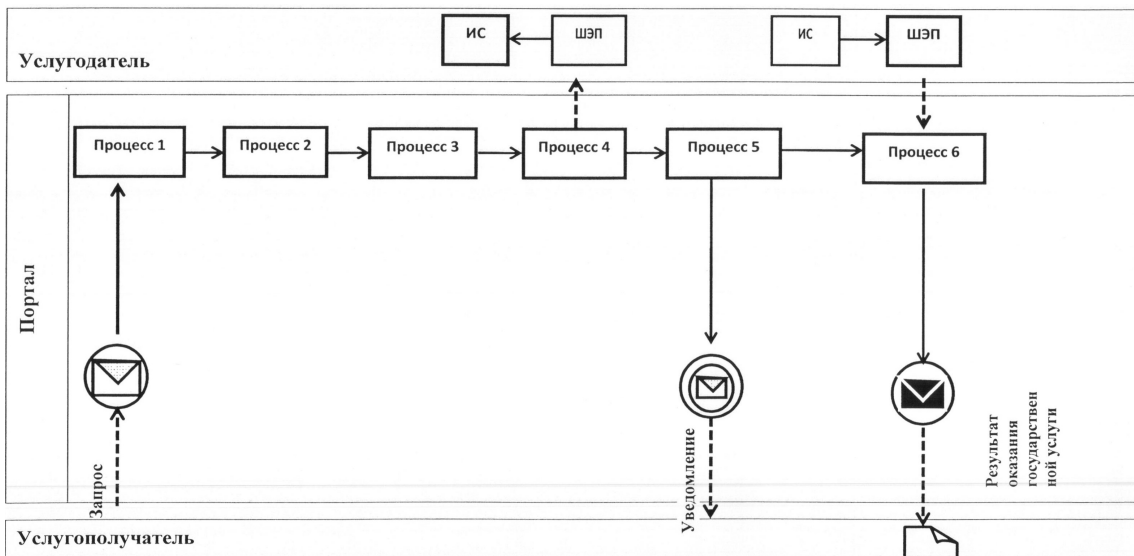 ИС
ШЭП
ИС
ШЭП
Услугодатель
Процесс 1
Процесс 2
Процесс 3
Процесс 4
Процесс 5
Процесс 6
Портал
Запрос
Уведомление
Результат
оказания
государствен
ной услуги
Услугополучатель